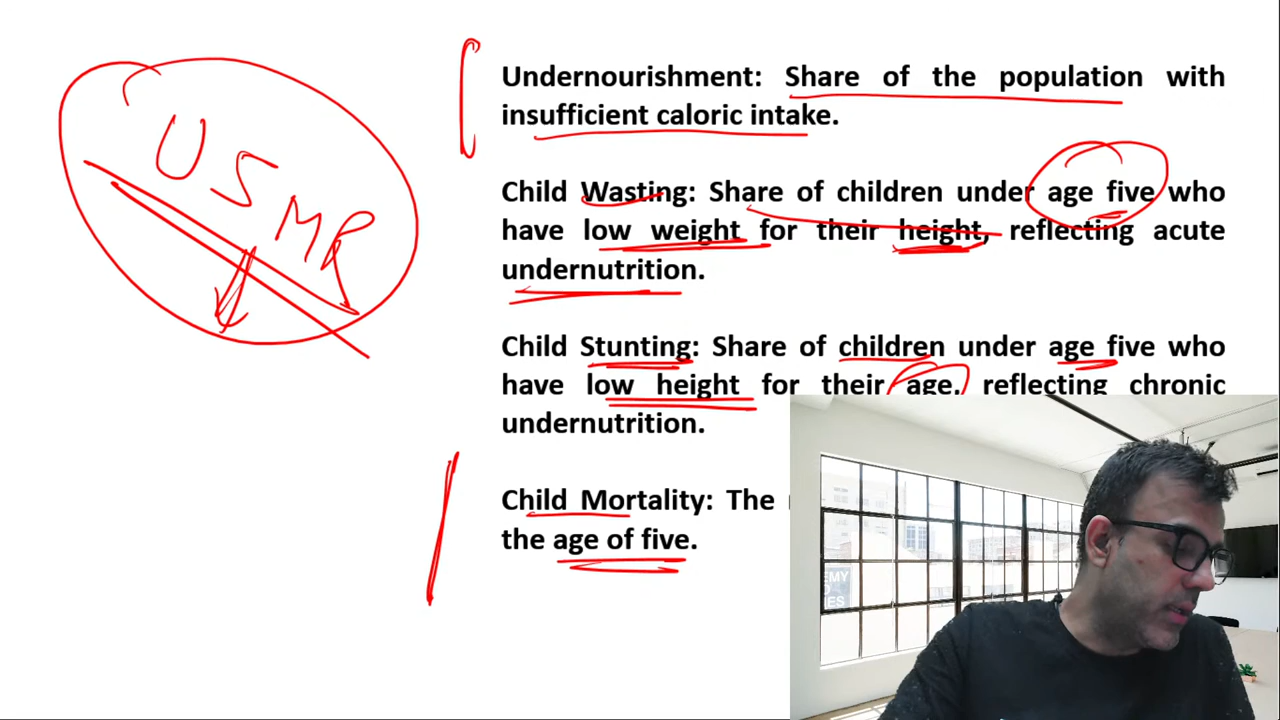 U
S
M
R
Undernourishment: Share of the population with
insufficient caloric intake.
Child Wasting: Share of children under age five who
have low weight for their height, reflecting acute
undernutrition.
Child Stunting: Share of children under age five who
have low height for their age, reflecting chronic
undernutrition.
Child Mortality: The
the age of five.